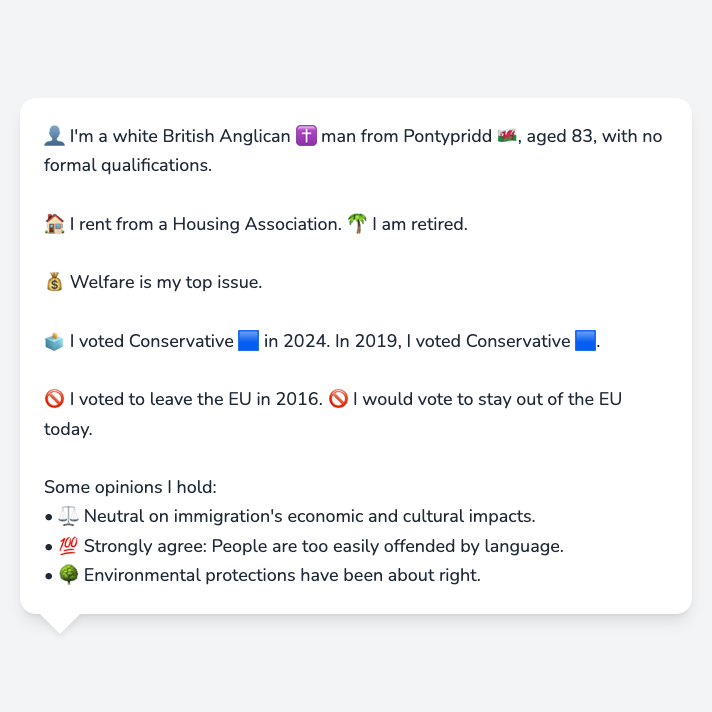 👤 I'm a white British Anglican ✝️ man from Pontypridd 🏴󠁧󠁢󠁷󠁬󠁳󠁿, aged 83, with no
formal qualifications.
🏠 I rent from a Housing Association. 🌴 I am retired.
💰 Welfare is my top issue.
🗳️ I voted Conservative 🟦 in 2024. In 2019, I voted Conservative 🟦.
🚫 I voted to leave the EU in 2016. 🚫 I would vote to stay out of the EU
today.
Some opinions I hold:
• ⚖️ Neutral on immigration's economic and cultural impacts.
• 💯 Strongly agree: People are too easily offended by language.
• 🌳 Environmental protections have been about right.